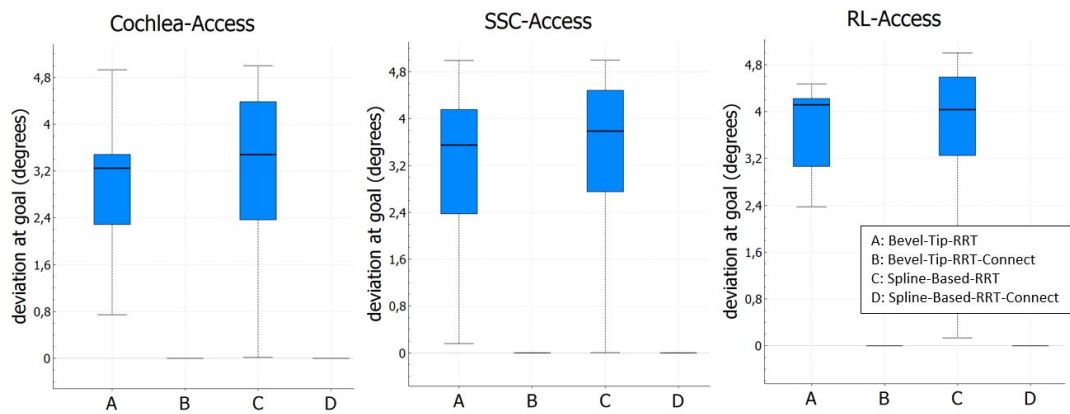 Cochlea-Access
deviation at goal (degrees)
4,8
4
3,2
2,4
1,6
0,8
0
A B C D
SSC-Access
deviation at goal (degrees)
4,8
4
3,2
2,4
1,6
0,8
0
A B C D
RL-Access
deviation at goal (degrees)
4,8
4
3,2
2,4
1,6
0,8
0
A B C D
A: Bevel-Tip-RRT
B: Bevel-Tip-RRT-Connect
C: Spline-Based-RRT
D: Spline-Based-RRT-Connect